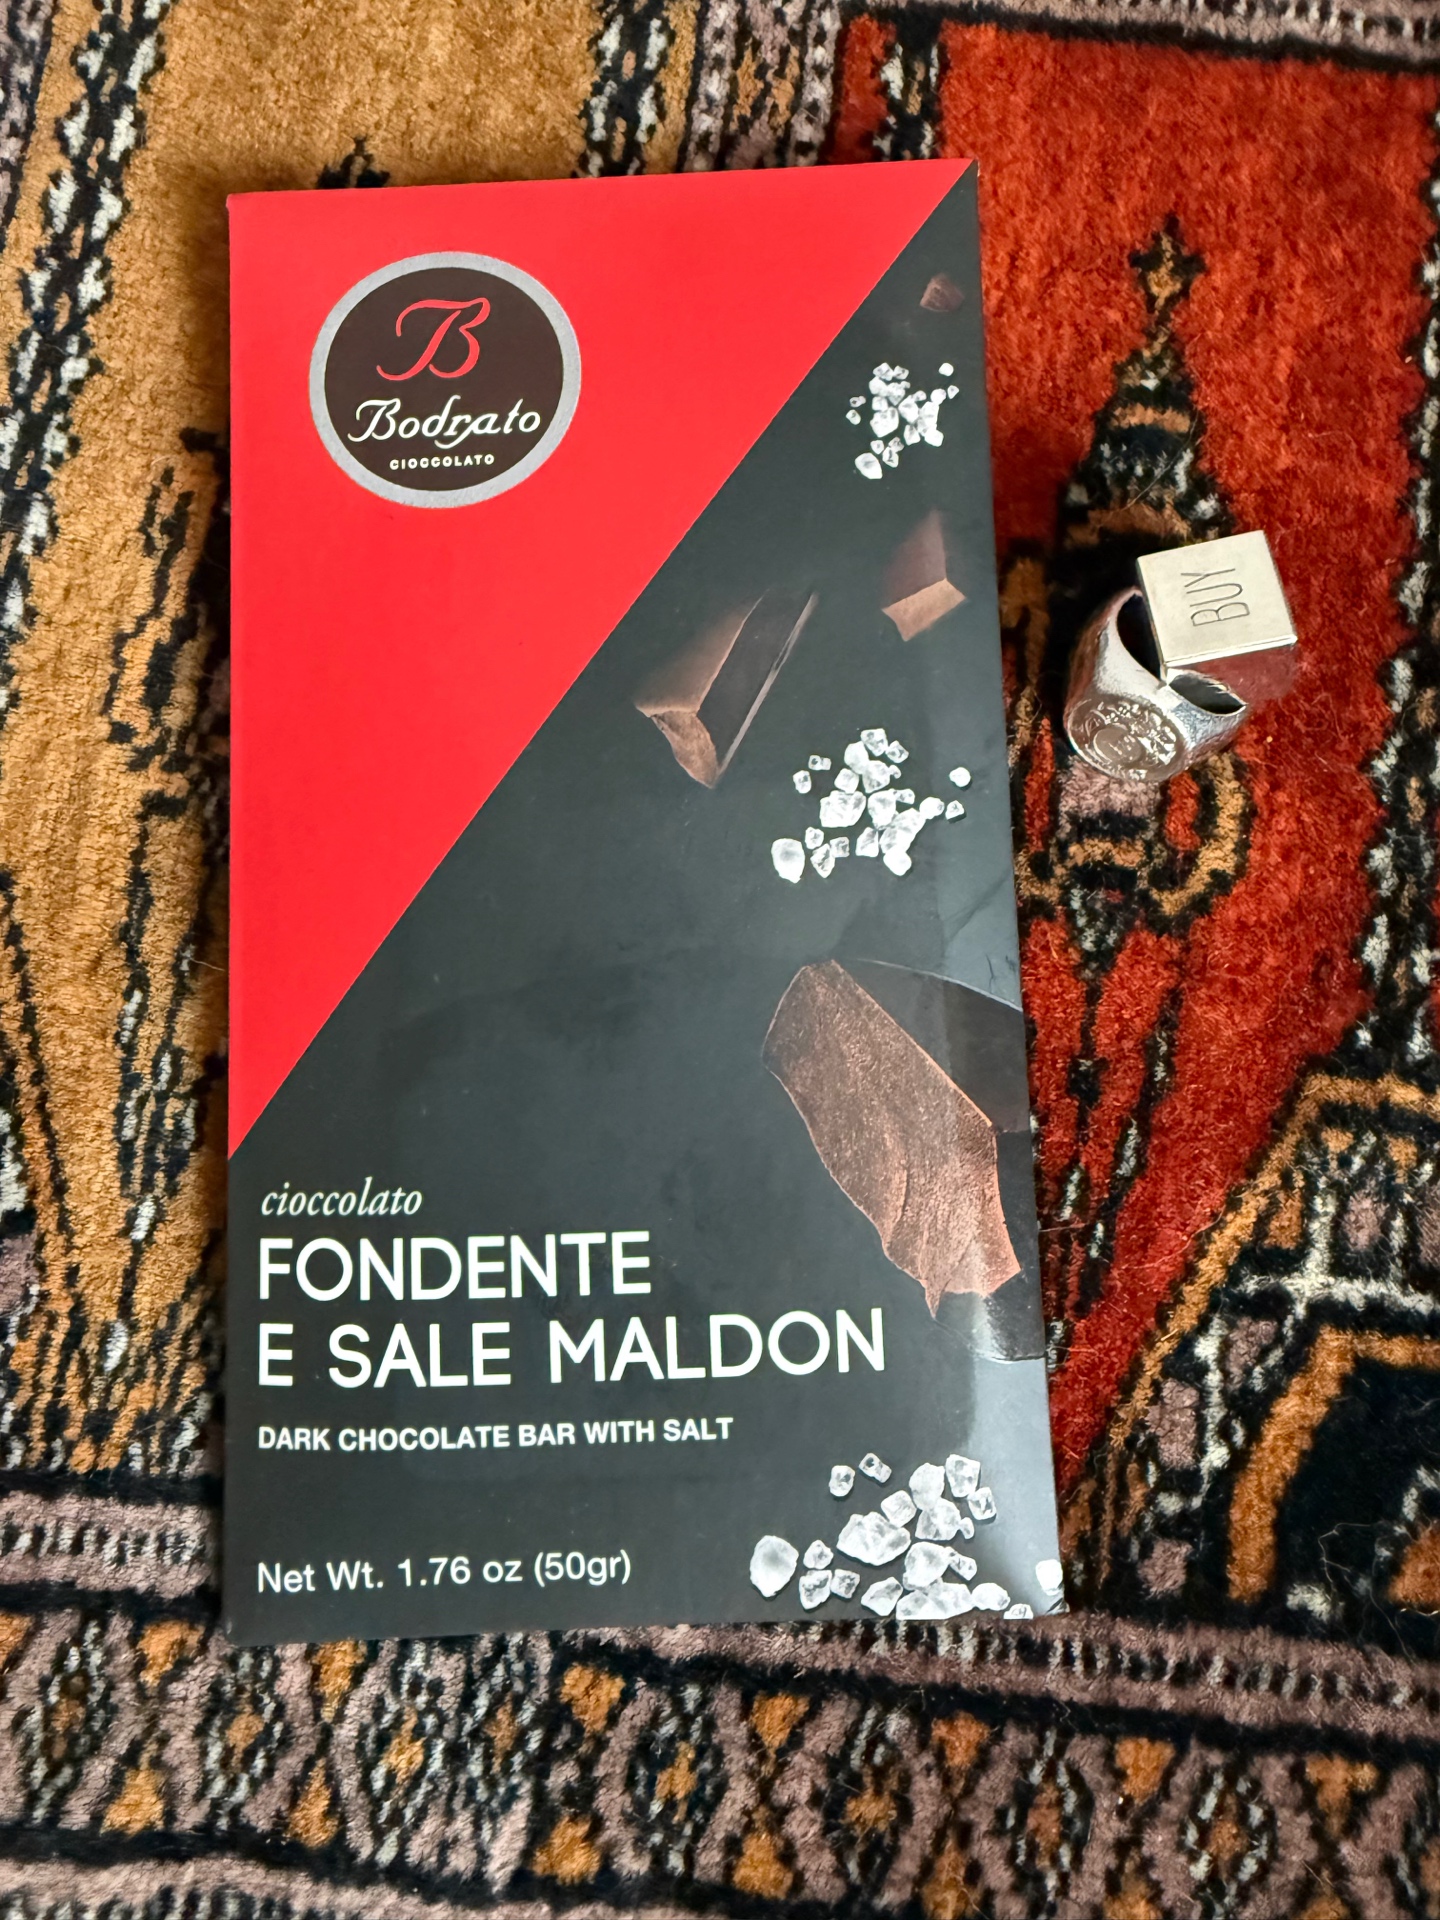 B
Bodrato
CIOCCOLATO
BUY
cioccolato
FONDENTE
E SALE MALDON
DARK CHOCOLATE BAR WITH SALT
Net Wt. 1.76 oz (50gr)